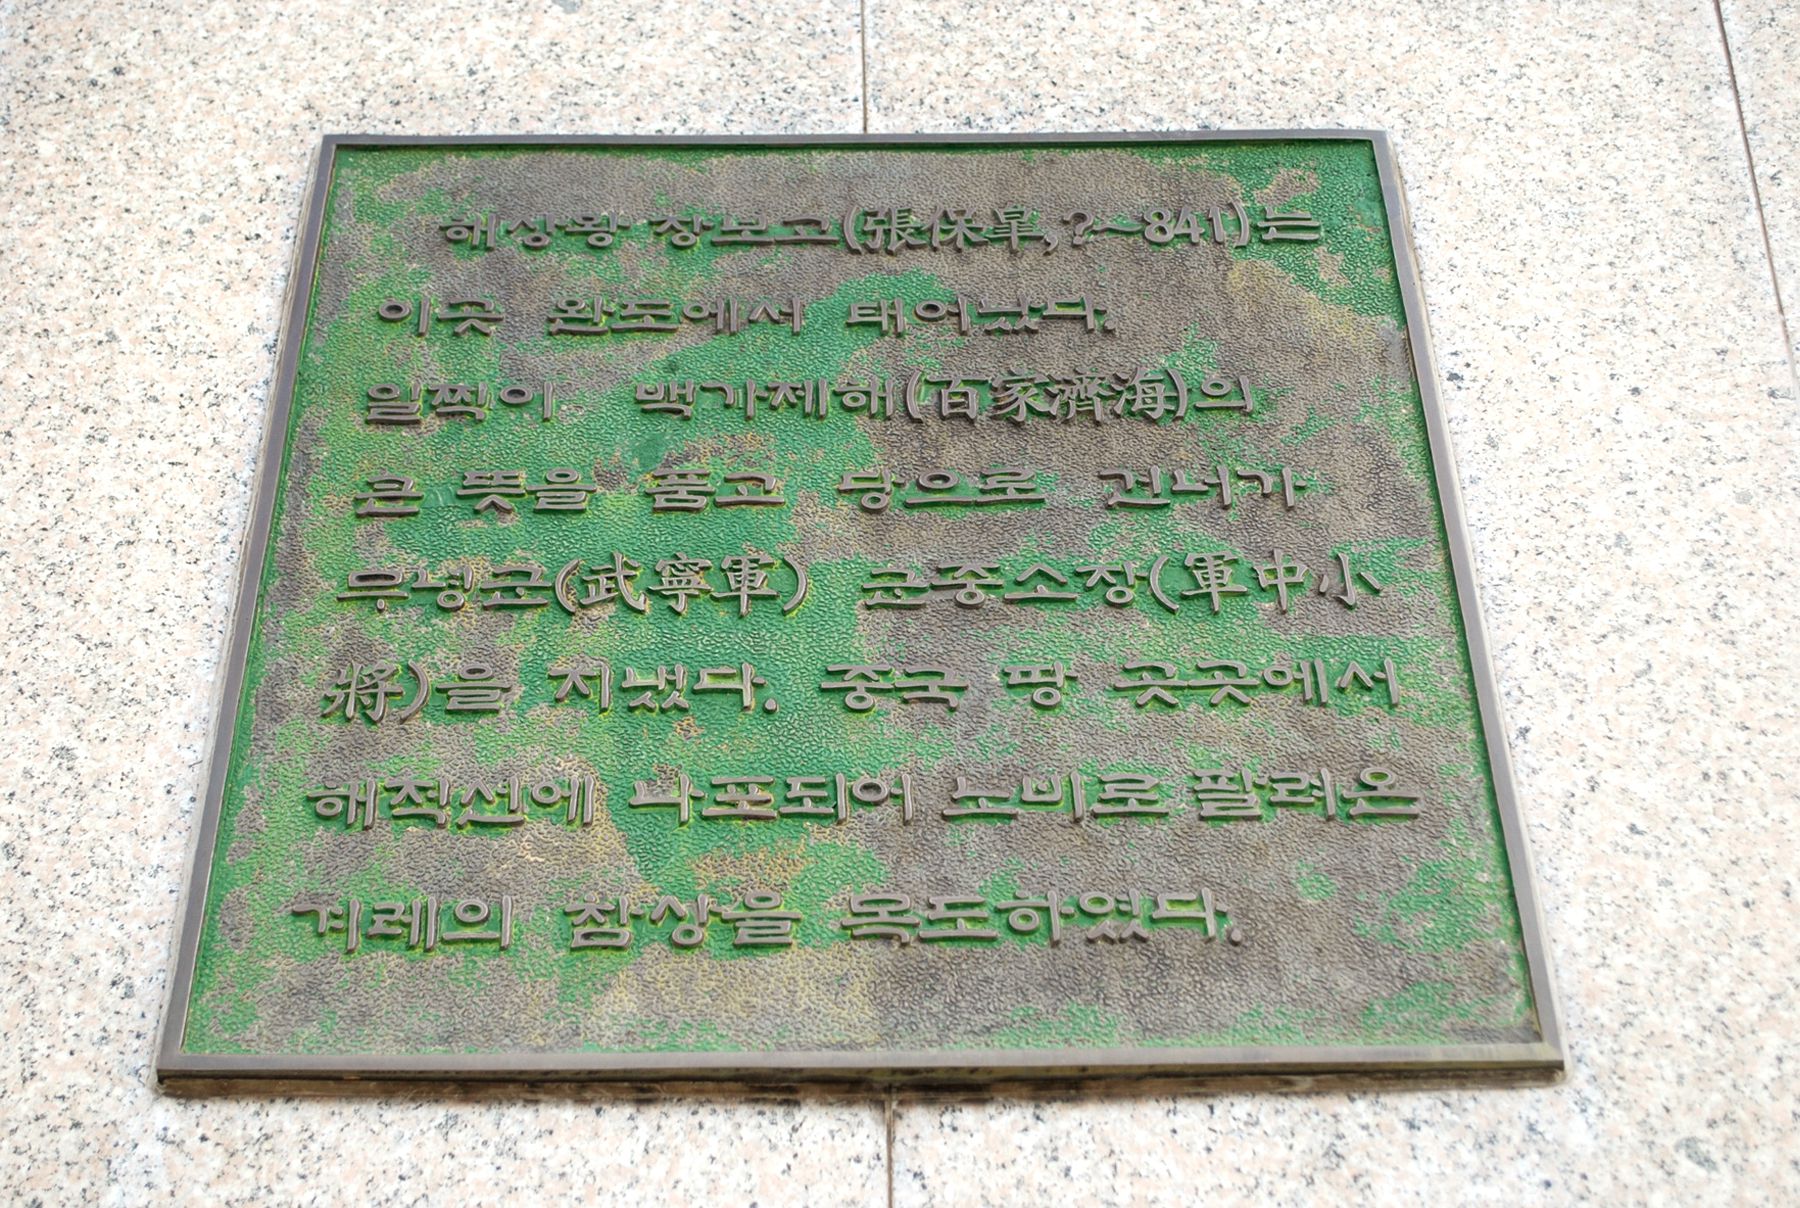 해상왕 장보고(張保皐,?~841)는
이곳 완도에서 태어났다.
일찍이 백가제해(百家濟海)의
큰 뜻을 품고 당으로 건너가
무녕군(武寧軍) 군중소장(軍中小
將)을 지냈다. 중국 땅 곳곳에서
해적선에 나포되어 노비로 팔려온
겨레의 참상을 목도하였다.